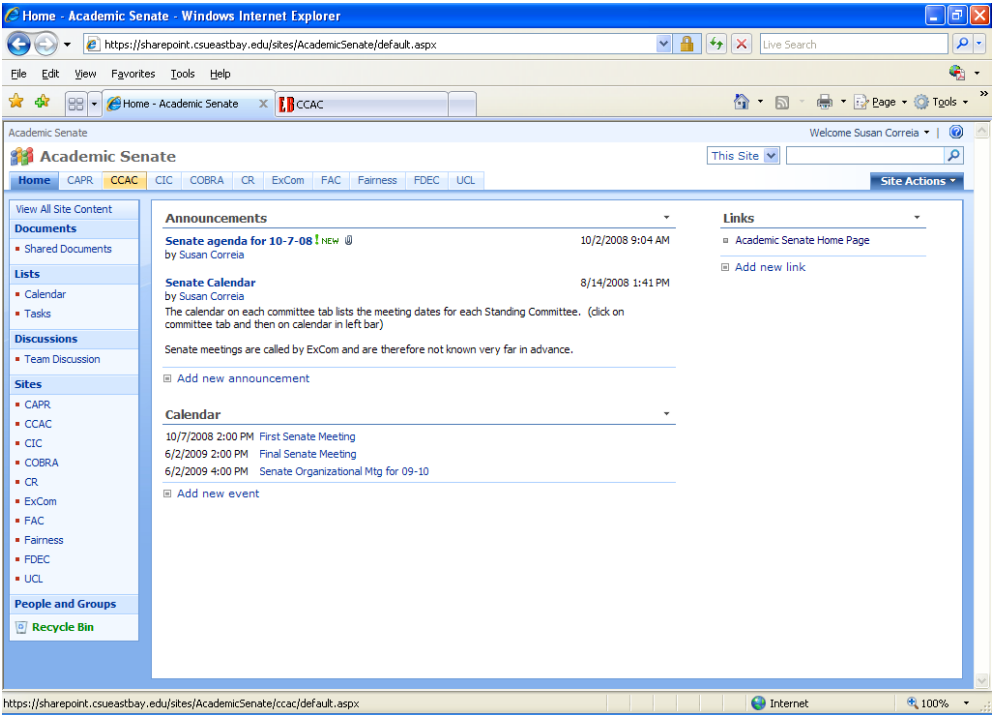 Home - Academic Senate - Windows Internet Explorer
https://sharepoint.csueastbay.edu/sites/AcademicSenate/default.aspx
Live Search
File Edit View Favorites Tools Help
Home - Academic Senate X EB CCAC
Page Tools »
Academic Senate
Welcome Susan Correia
Academic Senate
This Site
Home CAPR CCAC CIC COBRA CR ExCom FAC Fairness FDEC UCL
Site Actions
View All Site Content
Documents
Shared Documents
Lists
Calendar
Tasks
Discussions
Team Discussion
Sites
CAPR
CCAC
CIC
COBRA
CR
ExCom
FAC
Fairness
FDEC
UCL
People and Groups
Recycle Bin
Announcements
Senate agenda for 10-7-08 ! NEW 10/2/2008 9:04 AM
by Susan Correia
Senate Calendar 8/14/2008 1:41 PM
by Susan Correia
The calendar on each committee tab lists the meeting dates for each Standing Committee. (click on
committee tab and then on calendar in left bar)
Senate meetings are called by ExCom and are therefore not known very far in advance.
Add new announcement
Calendar
10/7/2008 2:00 PM First Senate Meeting
6/2/2009 2:00 PM Final Senate Meeting
6/2/2009 4:00 PM Senate Organizational Mtg for 09-10
Add new event
Links
Academic Senate Home Page
Add new link
https://sharepoint.csueastbay.edu/sites/AcademicSenate/ccac/default.aspx
Internet
100%